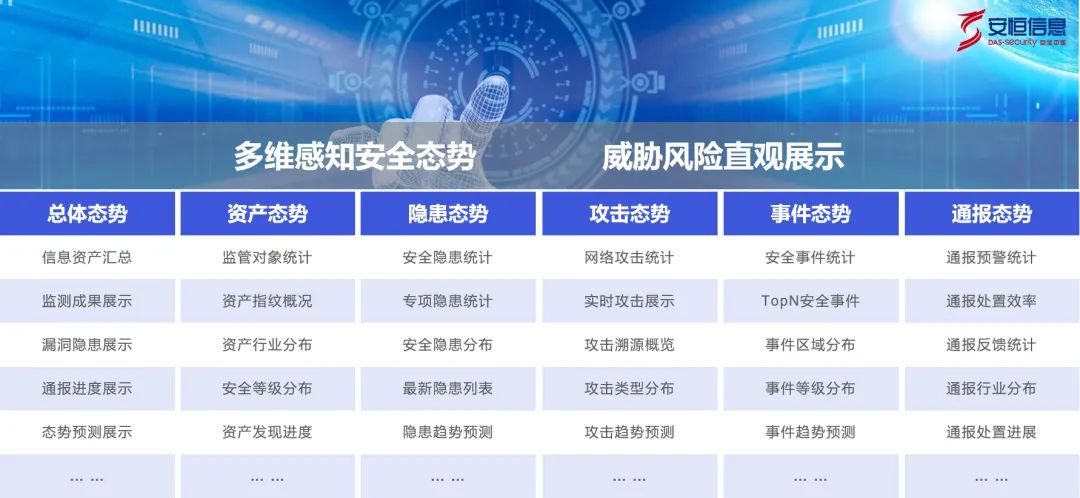 安恒信息
DAS-security 安全中国
多维感知安全态势 威胁风险直观展示
总体态势 资产态势 隐患态势 攻击态势 事件态势 通报态势
信息资产汇总 监管对象统计 安全隐患统计 网络攻击统计 安全事件统计 通报预警统计
监测成果展示 资产指纹概况 专项隐患统计 实时攻击展示 TopN安全事件 通报处置效率
漏洞隐患展示 资产行业分布 安全隐患分布 攻击溯源概览 事件区域分布 通报反馈统计
通报进度展示 安全等级分布 最新隐患列表 攻击类型分布 事件等级分布 通报行业分布
态势预测展示 资产发现进度 隐患趋势预测 攻击趋势预测 事件趋势预测 通报处置进展
... ... ... ... ... ... ... ... ... ... ... ...